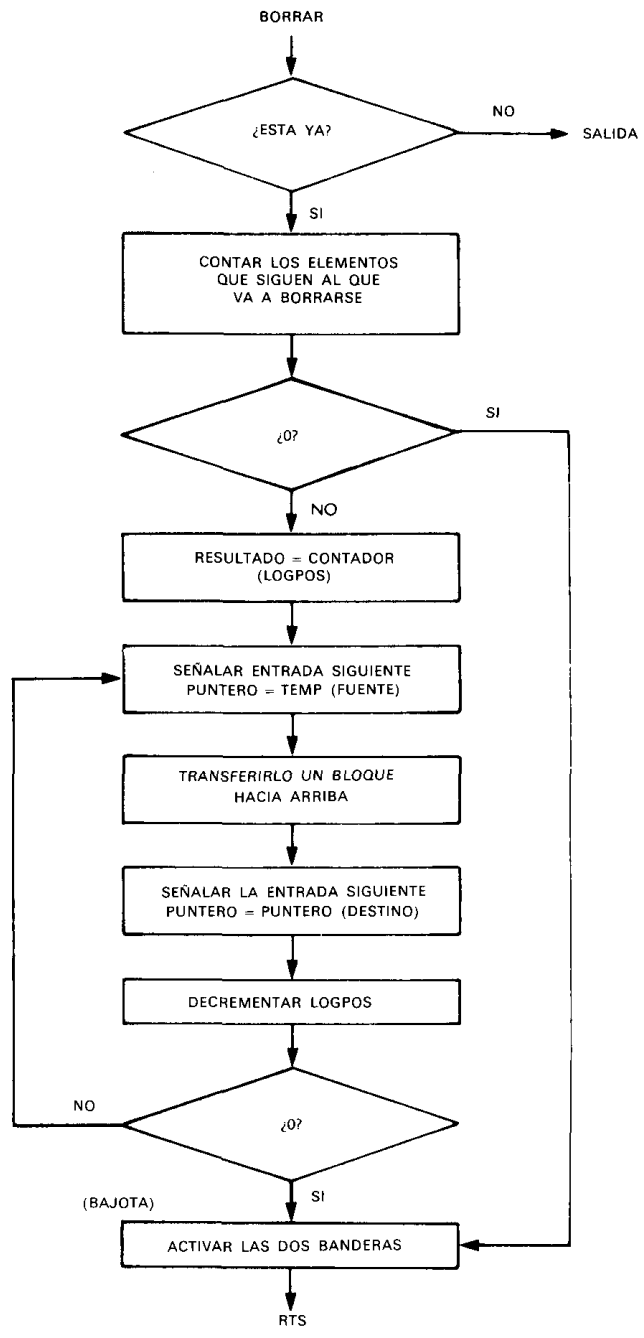 BORRAR
¿ESTA YA?
NO
SALIDA
SI
CONTAR LOS ELEMENTOS
QUE SIGUEN AL QUE
VA A BORRARSE
¿0?
SI
NO
RESULTADO = CONTADOR
(LOGPOS)
SEÑALAR ENTRADA SIGUIENTE
PUNTERO = TEMP (FUENTE)
TRANSFERIRLO UN BLOQUE
HACIA ARRIBA
SEÑALAR LA ENTRADA SIGUIENTE
PUNTERO = PUNTERO (DESTINO)
DECREMENTAR LOGPOS
NO
¿0?
SI
(BAJOTA)
ACTIVAR LAS DOS BANDERAS
RTS